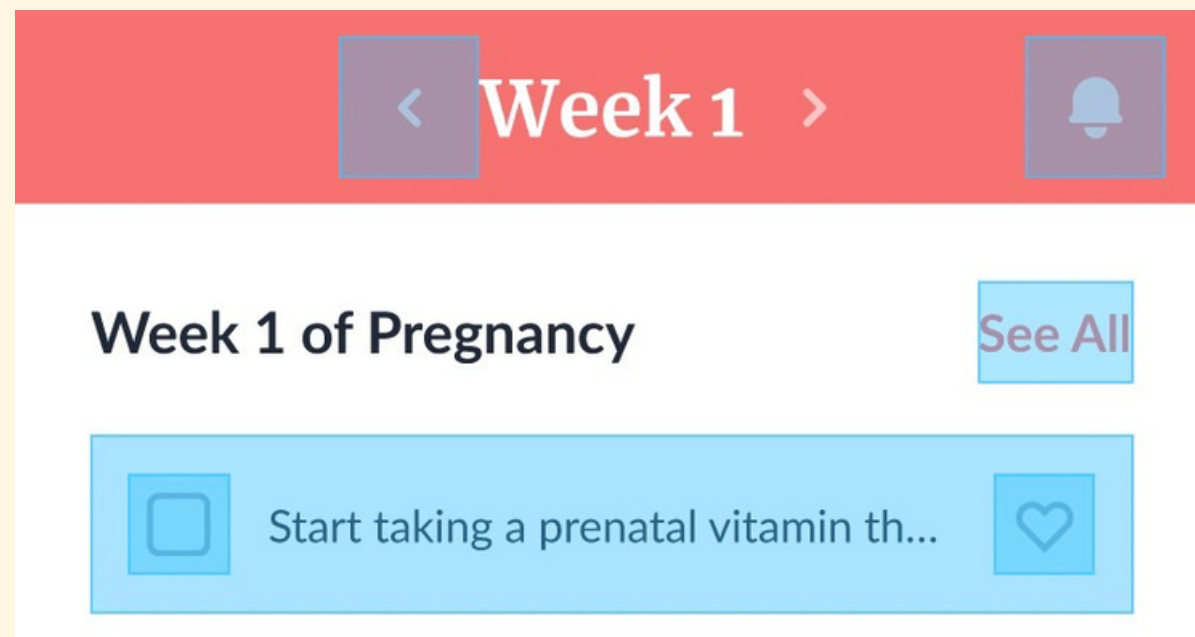 Week 1
Week 1 of Pregnancy
See All
Start taking a prenatal vitamin th...